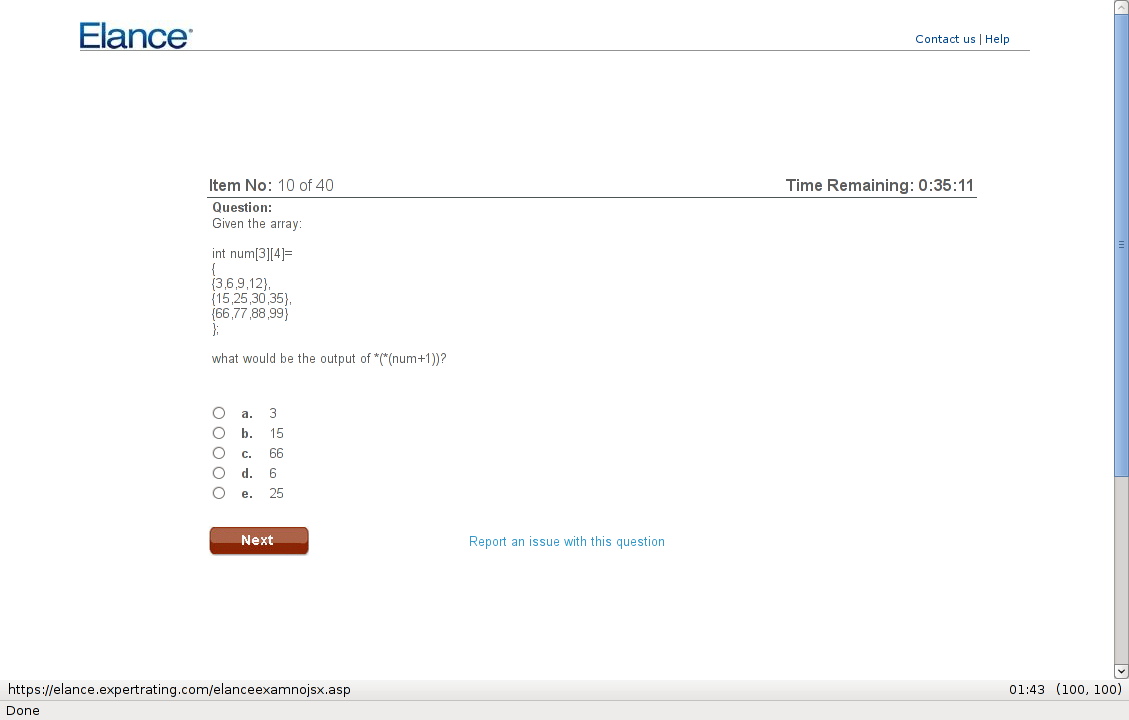 Elance
Contact us | Help
Item No: 10 of 40
Time Remaining: 0:35:11
Question:
Given the array:
int num[3][4]=
{
{3,6,9,12},
{15,25,30,35},
{66,77,88,99}
};
what would be the output of *(*(num+1))?
a. 3
b. 15
c. 66
d. 6
e. 25
Next
Report an issue with this question
https://elance.expertrating.com/elanceexamnojsx.asp
01:43 (100, 100)
Done